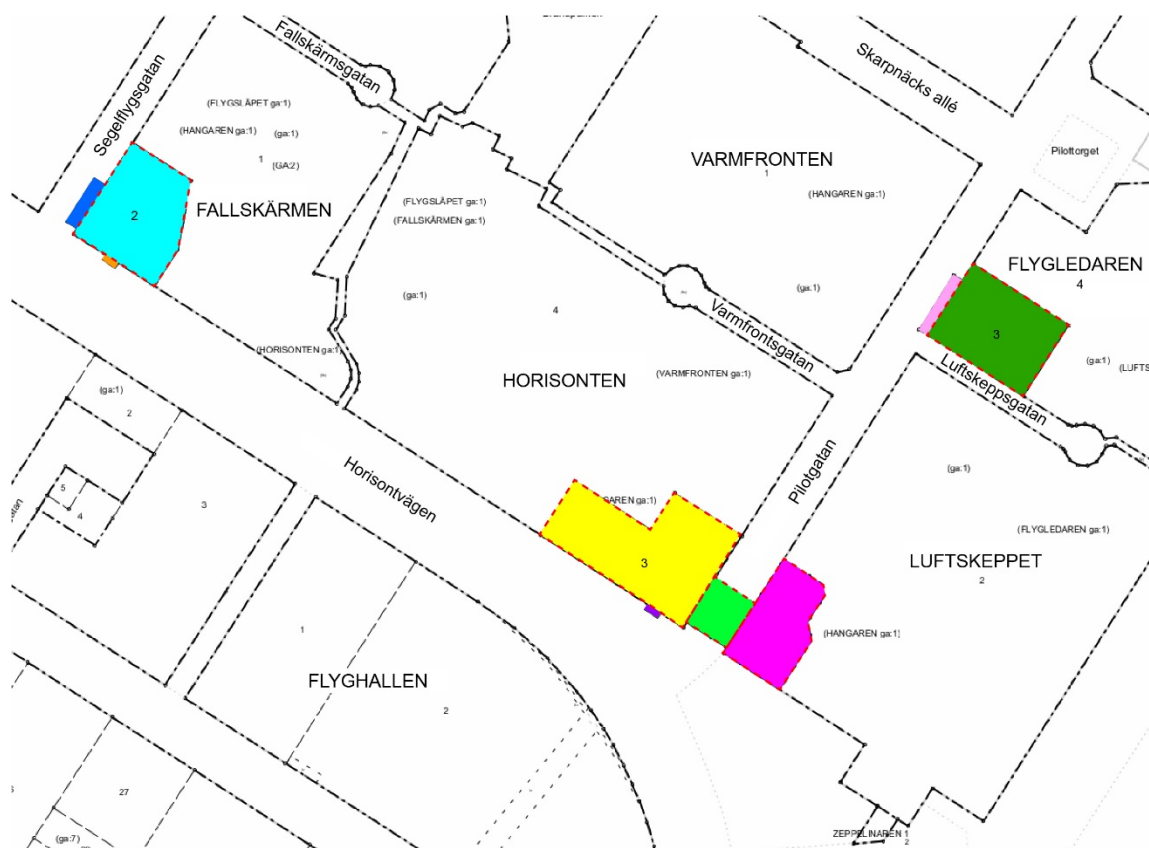 Fallskärmsgatan
Segelflygsgatan
Skarpnäcks allé
(FLYGSLÄPET ga:1)
(HANGAREN ga:1)
(ga:1)
1
(GA:2)
Pilottorget
VARMFRONTEN
1
(HANGAREN ga:1)
(FLYGSLÄPET ga:1)
(FALLSKÄRMEN ga:1)
FALLSKÄRMEN
2
FLYGLEDAREN
4
(ga:1)
(ga:1)
4
3
Varmfrontsgatan
(HORISONTEN ga:1)
(ga:1)
Luftskeppsgatan
HORISONTEN
(VARMFRONTEN ga:1)
(ga:1)
2
Horisontvägen
Pilotgatan
(ga:1)
5
4
3
(FLYGLEDAREN ga:1)
LUFTSKEPPET
2
3
1
(HANGAREN ga:1)
FLYGHALLEN
2
27
(ga:7)
ZEPPELINAREN 1
2